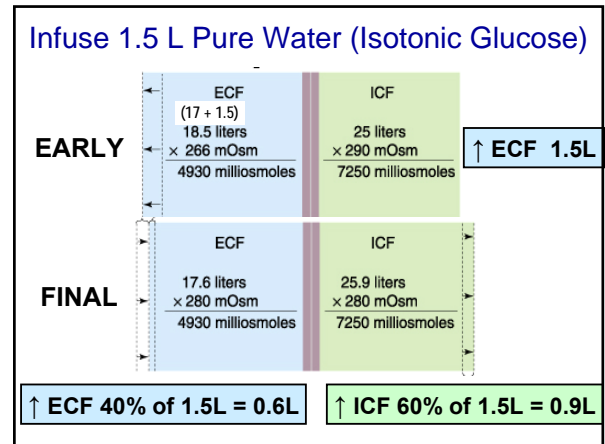 Infuse 1.5 L Pure Water (Isotonic Glucose)
EARLY
ECF
(17 + 1.5)
18.5 liters
× 266 mOsm
4930 milliosmoles
ICF
25 liters
× 290 mOsm
7250 milliosmoles
↑ ECF 1.5L
FINAL
ECF
17.6 liters
× 280 mOsm
4930 milliosmoles
ICF
25.9 liters
× 280 mOsm
7250 milliosmoles
↑ ECF 40% of 1.5L = 0.6L
↑ ICF 60% of 1.5L = 0.9L